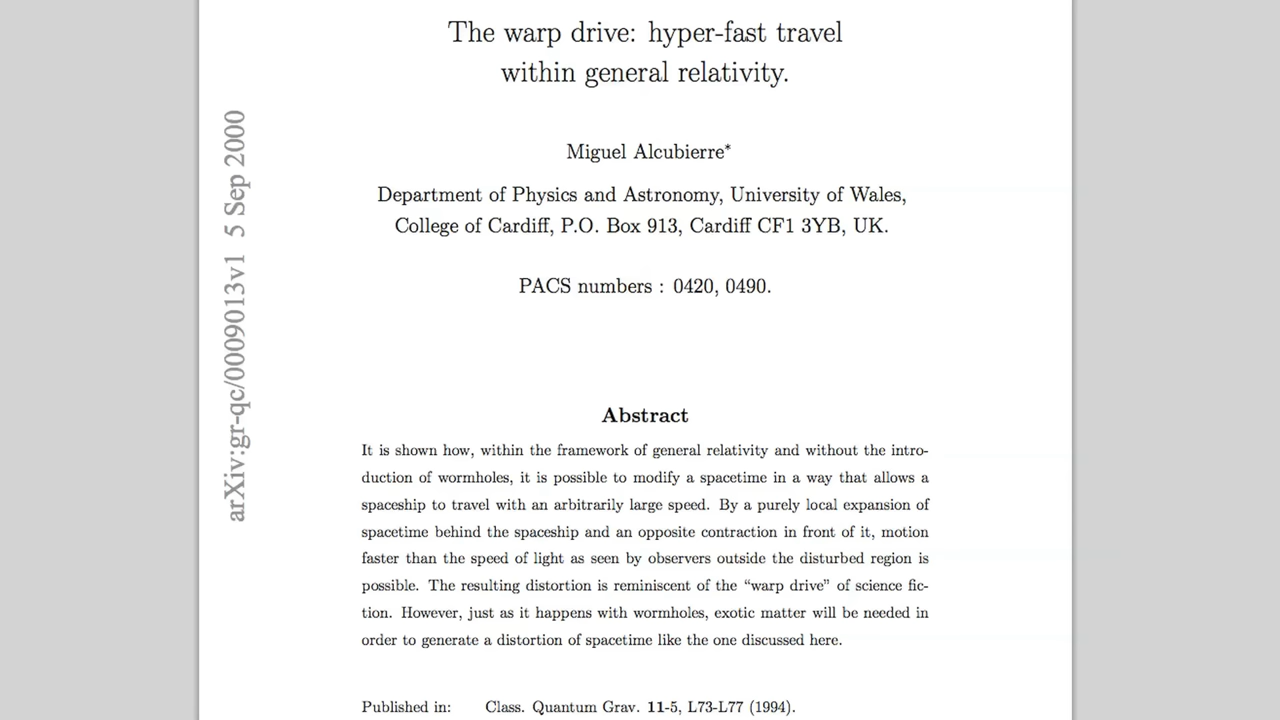 The warp drive: hyper-fast travel
within general relativity.
Miguel Alcubierre*
Department of Physics and Astronomy, University of Wales,
College of Cardiff, P.O. Box 913, Cardiff CF1 3YB, UK.
PACS numbers : 0420, 0490.
arXiv:gr-qc/0009013v1 5 Sep 2000
Abstract
It is shown how, within the framework of general relativity and without the intro-
duction of wormholes, it is possible to modify a spacetime in a way that allows a
spaceship to travel with an arbitrarily large speed. By a purely local expansion of
spacetime behind the spaceship and an opposite contraction in front of it, motion
faster than the speed of light as seen by observers outside the disturbed region is
possible. The resulting distortion is reminiscent of the “warp drive” of science fic-
tion. However, just as it happens with wormholes, exotic matter will be needed in
order to generate a distortion of spacetime like the one discussed here.
Published in: Class. Quantum Grav. 11-5, L73-L77 (1994).